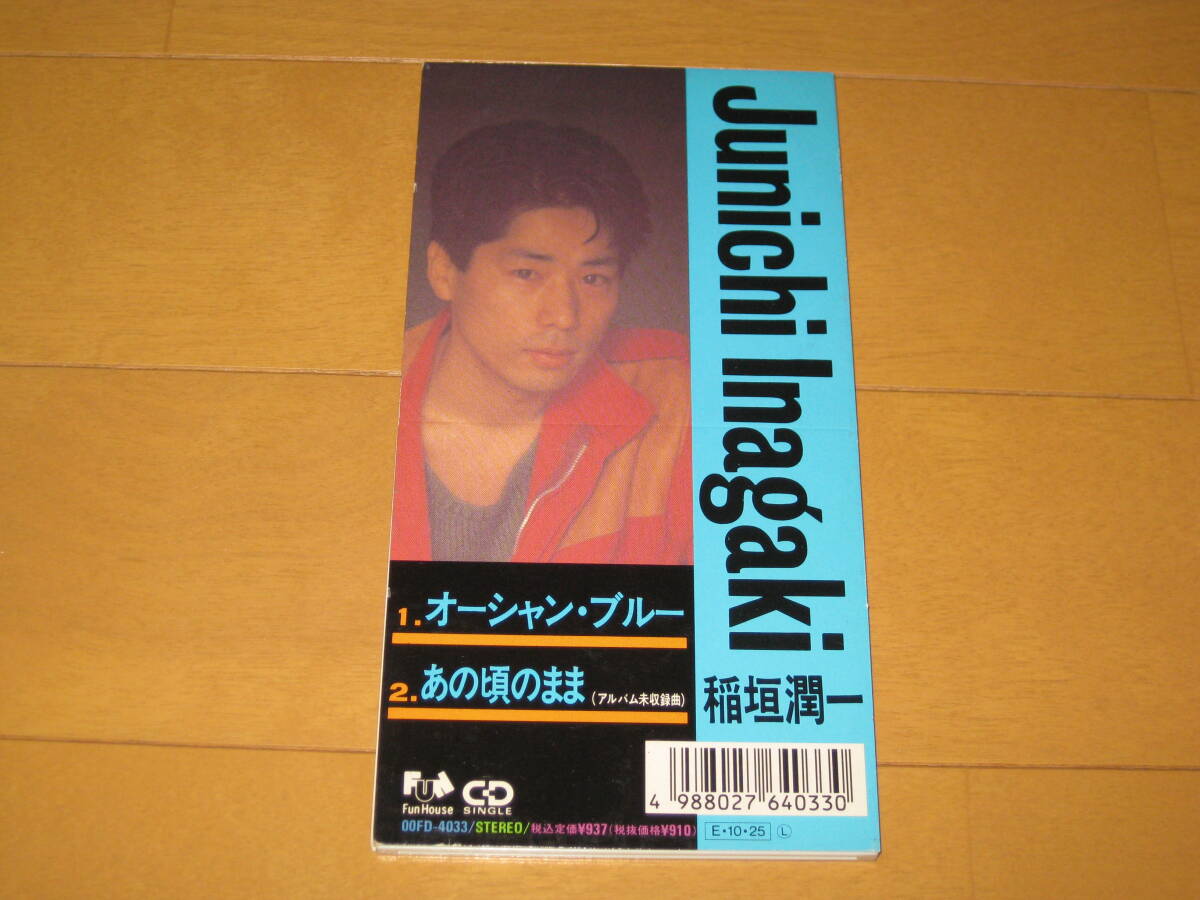 Junichi Inagaki
稲垣潤一
1.オーシャン・ブルー
2.あの頃のまま(アルバム未収録曲)
FUN
Fun House
CD
SINGLE
00FD-4033/STEREO/税込定価¥937(税抜価格¥910)
4 988027 640330
E・10・25 Ⓛ